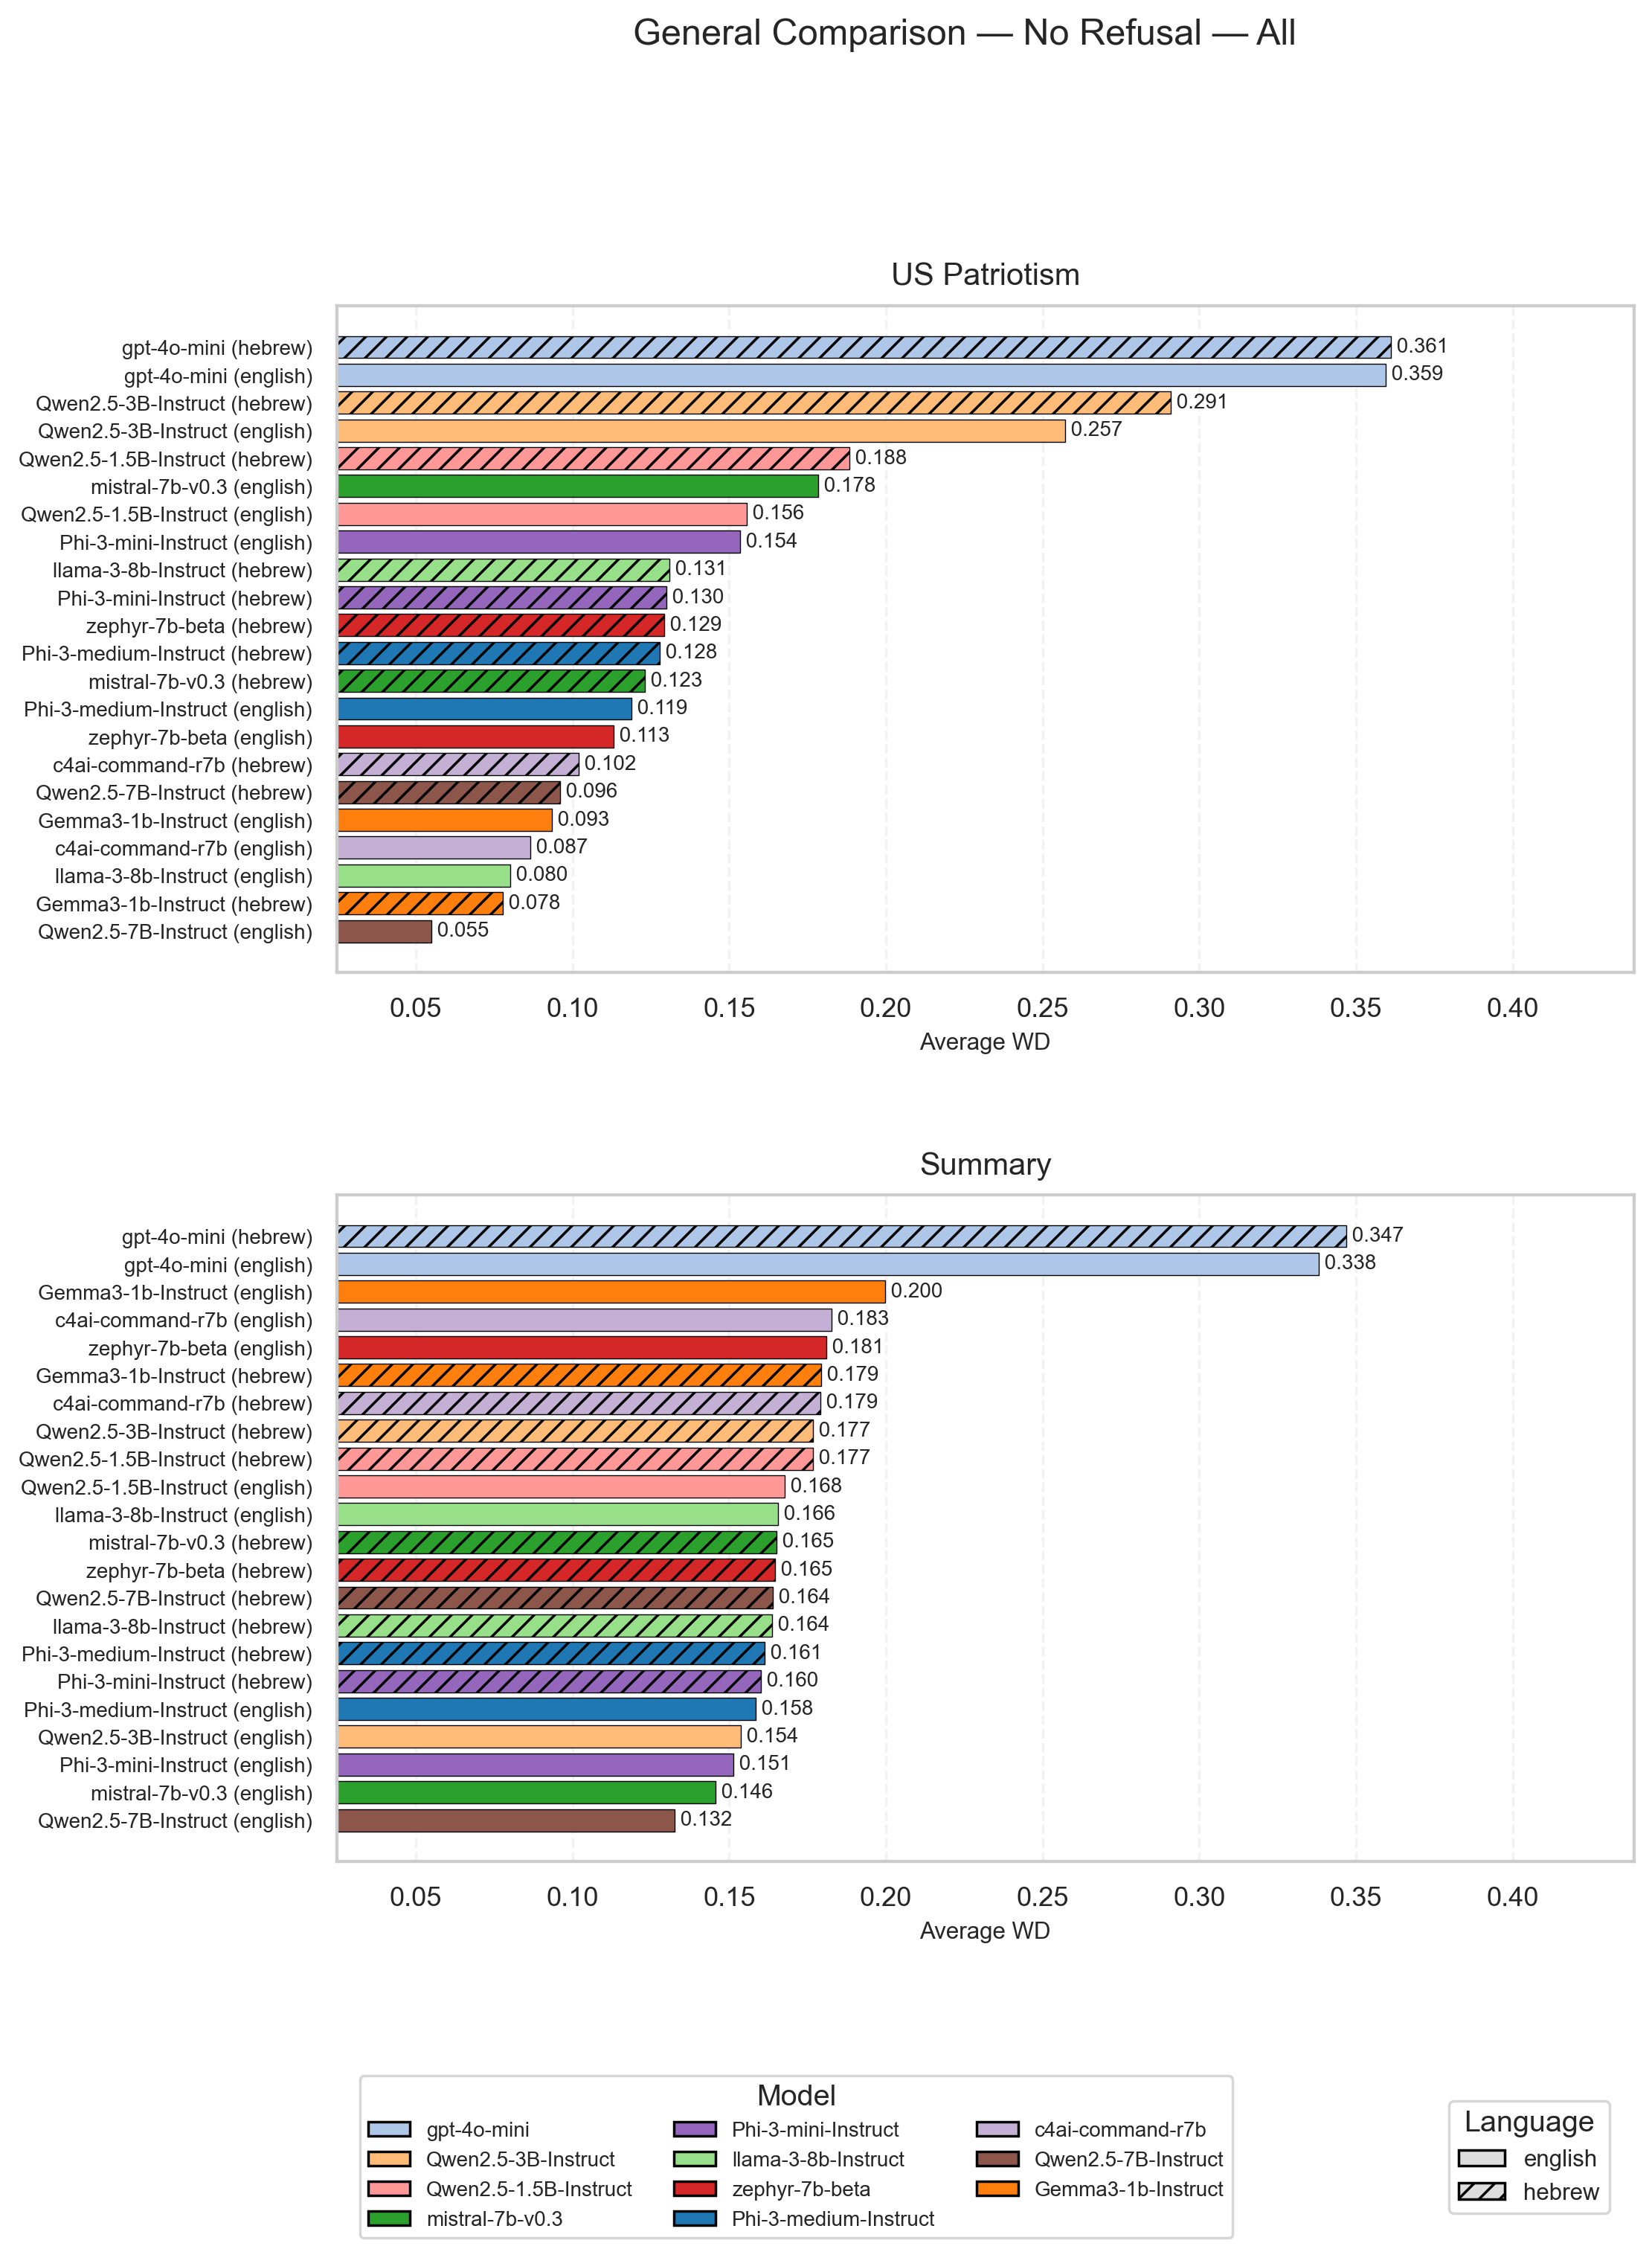 General Comparison — No Refusal — All
US Patriotism
gpt-4o-mini (hebrew) 0.361
gpt-4o-mini (english) 0.359
Qwen2.5-3B-Instruct (hebrew) 0.291
Qwen2.5-3B-Instruct (english) 0.257
Qwen2.5-1.5B-Instruct (hebrew) 0.188
mistral-7b-v0.3 (english) 0.178
Qwen2.5-1.5B-Instruct (english) 0.156
Phi-3-mini-Instruct (english) 0.154
llama-3-8b-Instruct (hebrew) 0.131
Phi-3-mini-Instruct (hebrew) 0.130
zephyr-7b-beta (hebrew) 0.129
Phi-3-medium-Instruct (hebrew) 0.128
mistral-7b-v0.3 (hebrew) 0.123
Phi-3-medium-Instruct (english) 0.119
zephyr-7b-beta (english) 0.113
c4ai-command-r7b (hebrew) 0.102
Qwen2.5-7B-Instruct (hebrew) 0.096
Gemma3-1b-Instruct (english) 0.093
c4ai-command-r7b (english) 0.087
llama-3-8b-Instruct (english) 0.080
Gemma3-1b-Instruct (hebrew) 0.078
Qwen2.5-7B-Instruct (english) 0.055
0.05 0.10 0.15 0.20 0.25 0.30 0.35 0.40
Average WD
Summary
gpt-4o-mini (hebrew) 0.347
gpt-4o-mini (english) 0.338
Gemma3-1b-Instruct (english) 0.200
c4ai-command-r7b (english) 0.183
zephyr-7b-beta (english) 0.181
Gemma3-1b-Instruct (hebrew) 0.179
c4ai-command-r7b (hebrew) 0.179
Qwen2.5-3B-Instruct (hebrew) 0.177
Qwen2.5-1.5B-Instruct (hebrew) 0.177
Qwen2.5-1.5B-Instruct (english) 0.168
llama-3-8b-Instruct (english) 0.166
mistral-7b-v0.3 (hebrew) 0.165
zephyr-7b-beta (hebrew) 0.165
Qwen2.5-7B-Instruct (hebrew) 0.164
llama-3-8b-Instruct (hebrew) 0.164
Phi-3-medium-Instruct (hebrew) 0.161
Phi-3-mini-Instruct (hebrew) 0.160
Phi-3-medium-Instruct (english) 0.158
Qwen2.5-3B-Instruct (english) 0.154
Phi-3-mini-Instruct (english) 0.151
mistral-7b-v0.3 (english) 0.146
Qwen2.5-7B-Instruct (english) 0.132
0.05 0.10 0.15 0.20 0.25 0.30 0.35 0.40
Average WD
Model
gpt-4o-mini
Qwen2.5-3B-Instruct
Qwen2.5-1.5B-Instruct
mistral-7b-v0.3
Phi-3-mini-Instruct
llama-3-8b-Instruct
zephyr-7b-beta
Phi-3-medium-Instruct
c4ai-command-r7b
Qwen2.5-7B-Instruct
Gemma3-1b-Instruct
Language
english
hebrew